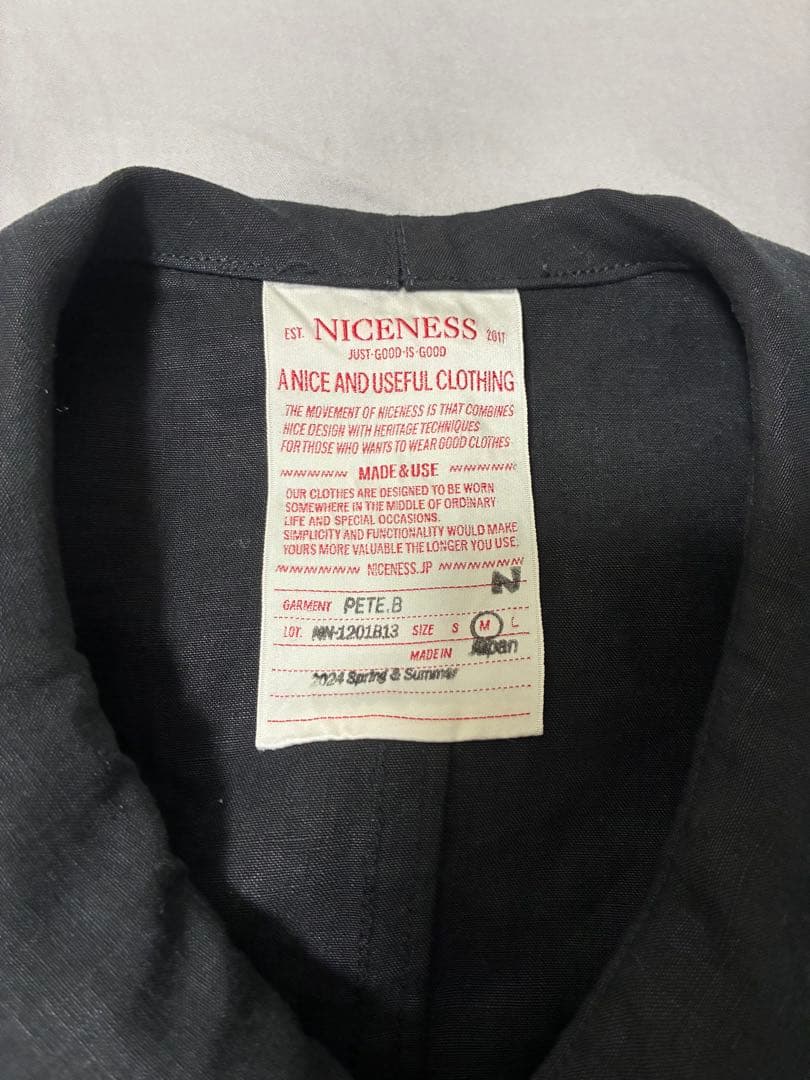 EST. NICENESS 2017
JUST·GOOD·IS·GOOD
A NICE AND USEFUL CLOTHING
THE MOVEMENT OF NICENESS IS THAT COMBINES
NICE DESIGN WITH HERITAGE TECHNIQUES
FOR THOSE WHO WANTS TO WEAR GOOD CLOTHES
MADE & USE
OUR CLOTHES ARE DESIGNED TO BE WORN
SOMEWHERE IN THE MIDDLE OF ORDINARY
LIFE AND SPECIAL OCCASIONS.
SIMPLICITY AND FUNCTIONALITY WOULD MAKE
YOURS MORE VALUABLE THE LONGER YOU USE.
NICENESS.JP
N
GARMENT PETE.B
LOT. NN-1201B13 SIZE S M L
MADE IN Japan
2024 Spring & Summer